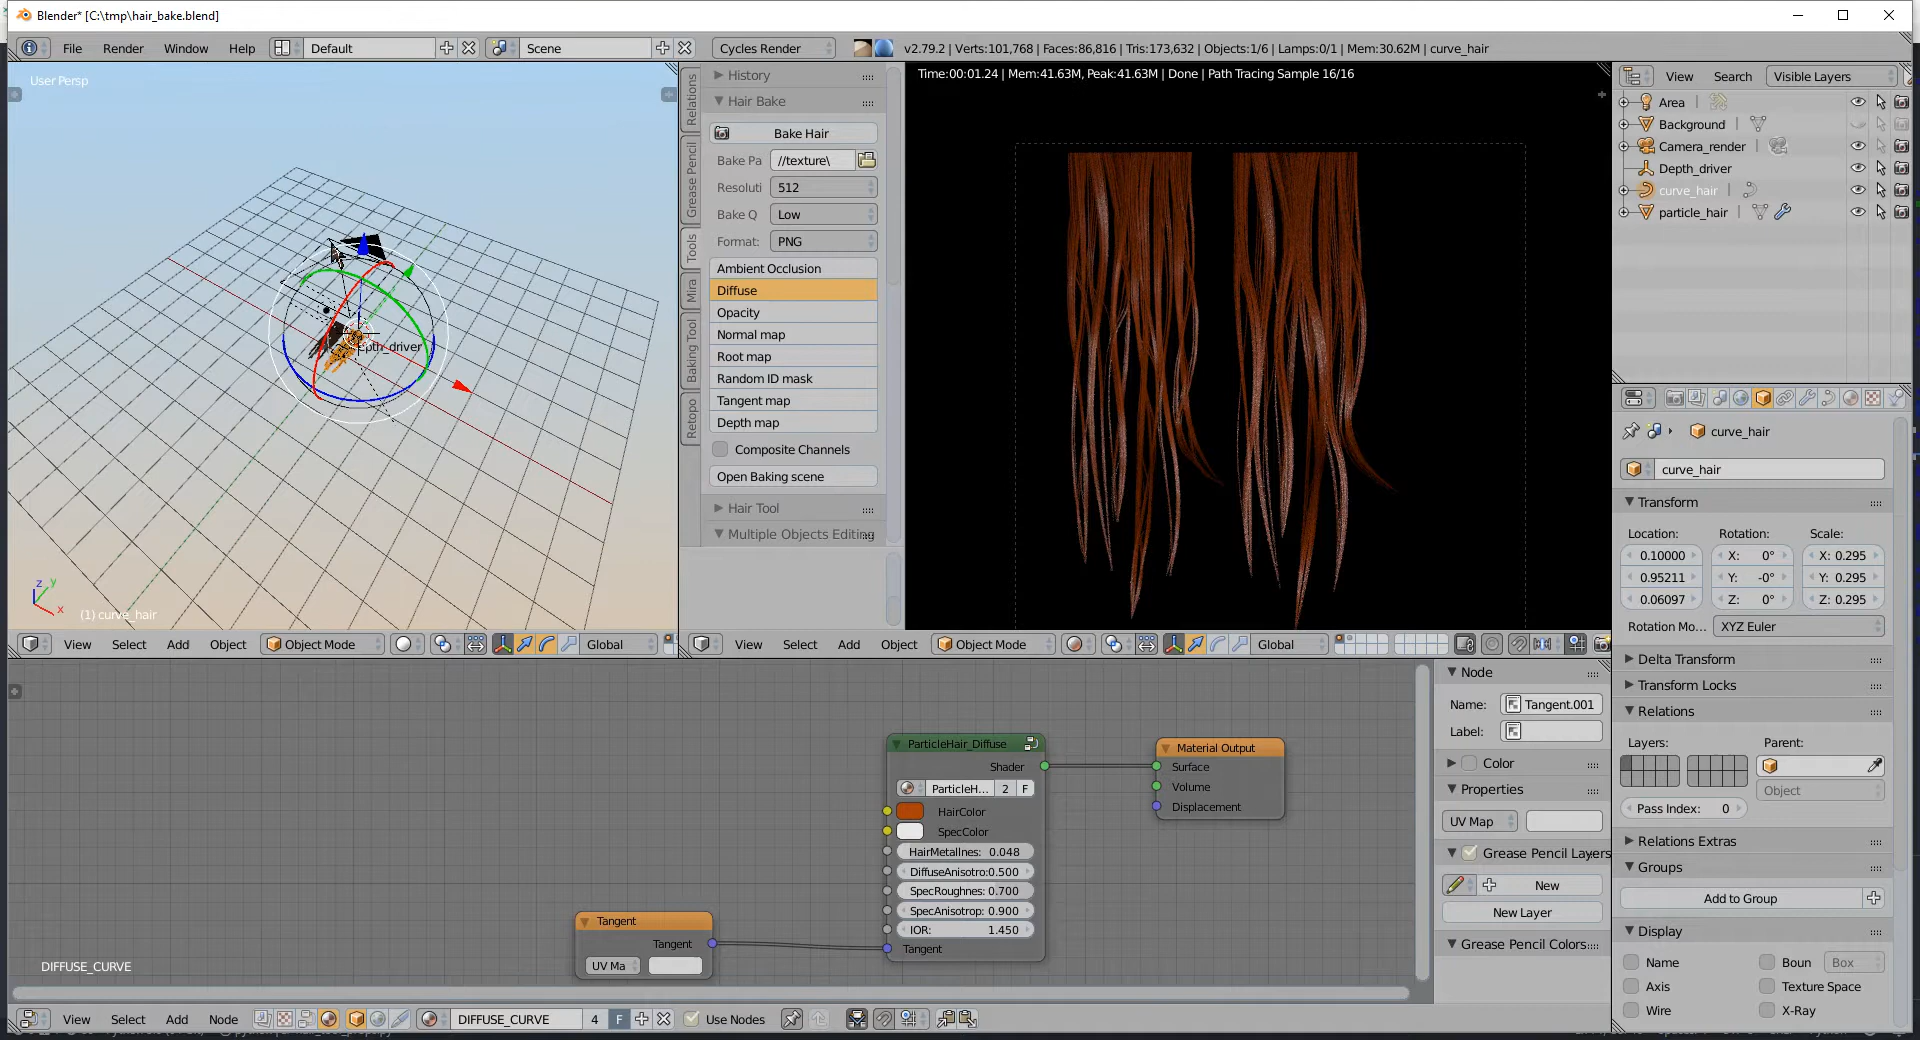 Blender* [C:\tmp\hair_bake.blend]
File Render Window Help Default Scene Cycles Render v2.79.2 | Verts:101,768 | Faces:86,816 | Tris:173,632 | Objects:1/6 | Lamps:0/1 | Mem:30.62M | curve_hair
User Persp
pth_driver
(1) curve_hair
z y x
View Select Add Object Object Mode Global
Relations
Grease Pencil
Tools
Mira
Baking Tool
Retopo
History
Hair Bake
Bake Hair
Bake Pa //texture\
Resoluti 512
Bake Q Low
Format: PNG
Ambient Occlusion
Diffuse
Opacity
Normal map
Root map
Random ID mask
Tangent map
Depth map
Composite Channels
Open Baking scene
Hair Tool
Multiple Objects Editing
Time:00:01.24 | Mem:41.63M, Peak:41.63M | Done | Path Tracing Sample 16/16
View Select Add Object Object Mode Global
View Search Visible Layers
Area
Background
Camera_render
Depth_driver
curve_hair
particle_hair
curve_hair
curve_hair
Transform
Location: Rotation: Scale:
0.10000 X: 0° X: 0.295
0.95211 Y: -0° Y: 0.295
0.06097 Z: 0° Z: 0.295
Rotation Mo... XYZ Euler
Delta Transform
Transform Locks
Relations
Layers: Parent:
Object
Pass Index: 0
Relations Extras
Groups
Add to Group
Display
Name Boun Box
Axis Texture Space
Wire X-Ray
ParticleHair_Diffuse
Shader
ParticleH... 2 F
HairColor
SpecColor
HairMetallnes: 0.048
DiffuseAnisotro:0.500
SpecRoughnes: 0.700
SpecAnisotrop: 0.900
IOR: 1.450
Tangent
Material Output
Surface
Volume
Displacement
Tangent
Tangent
UV Ma
DIFFUSE_CURVE
Node
Name: Tangent.001
Label:
Color
Properties
UV Map
Grease Pencil Layers
New
New Layer
Grease Pencil Colors
View Select Add Node DIFFUSE_CURVE 4 F Use Nodes